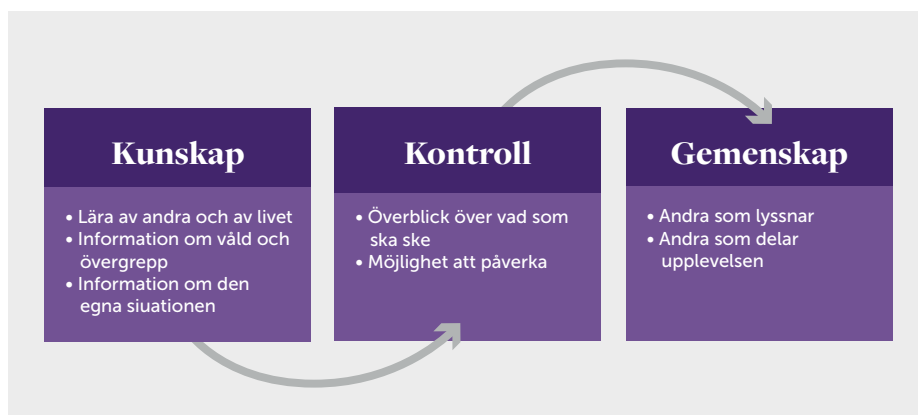 Kunskap
• Lära av andra och av livet
• Information om våld och
övergrepp
• Information om den
egna siuationen
Kontroll
• Överblick över vad som
ska ske
• Möjlighet att påverka
Gemenskap
• Andra som lyssnar
• Andra som delar
upplevelsen